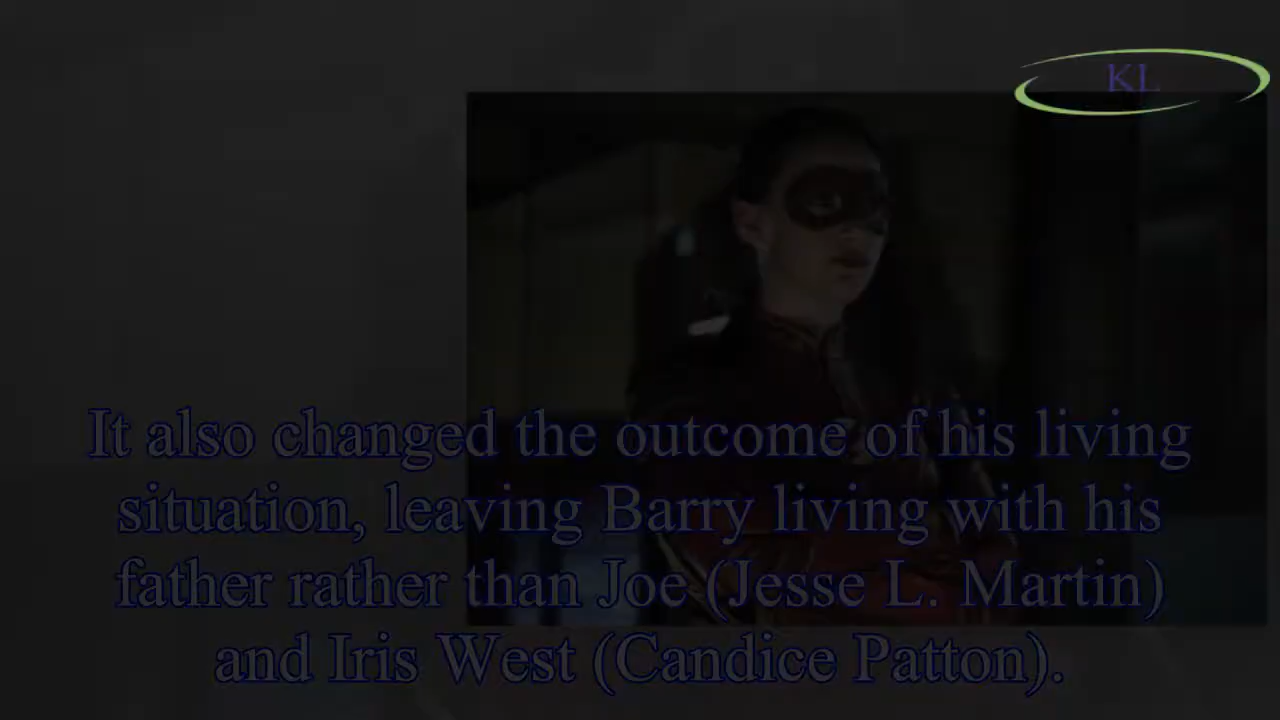 KL
It also changed the outcome of his living
situation, leaving Barry living with his
father rather than Joe (Jesse L. Martin)
and Iris West (Candice Patton).